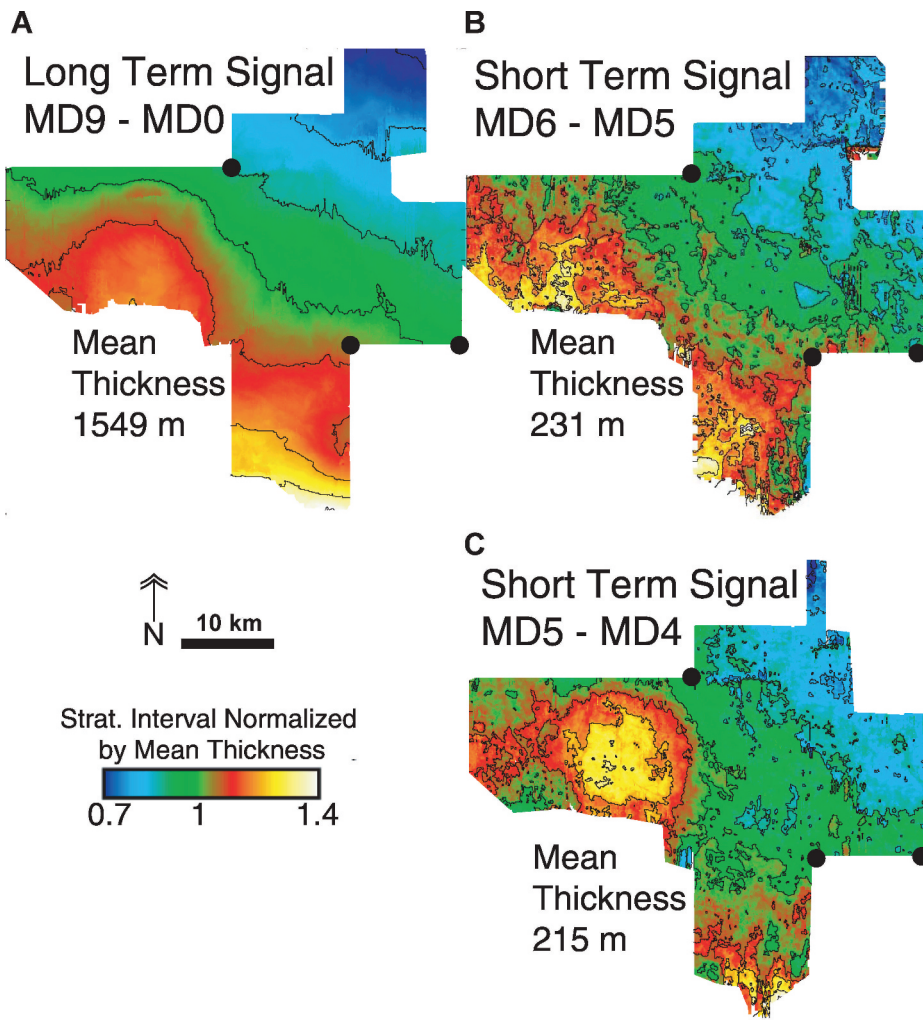 A
Long Term Signal
MD9 - MD0
Mean
Thickness
1549 m
B
Short Term Signal
MD6 - MD5
Mean
Thickness
231 m
C
Short Term Signal
MD5 - MD4
Mean
Thickness
215 m
N
10 km
Strat. Interval Normalized
by Mean Thickness
0.7 1 1.4